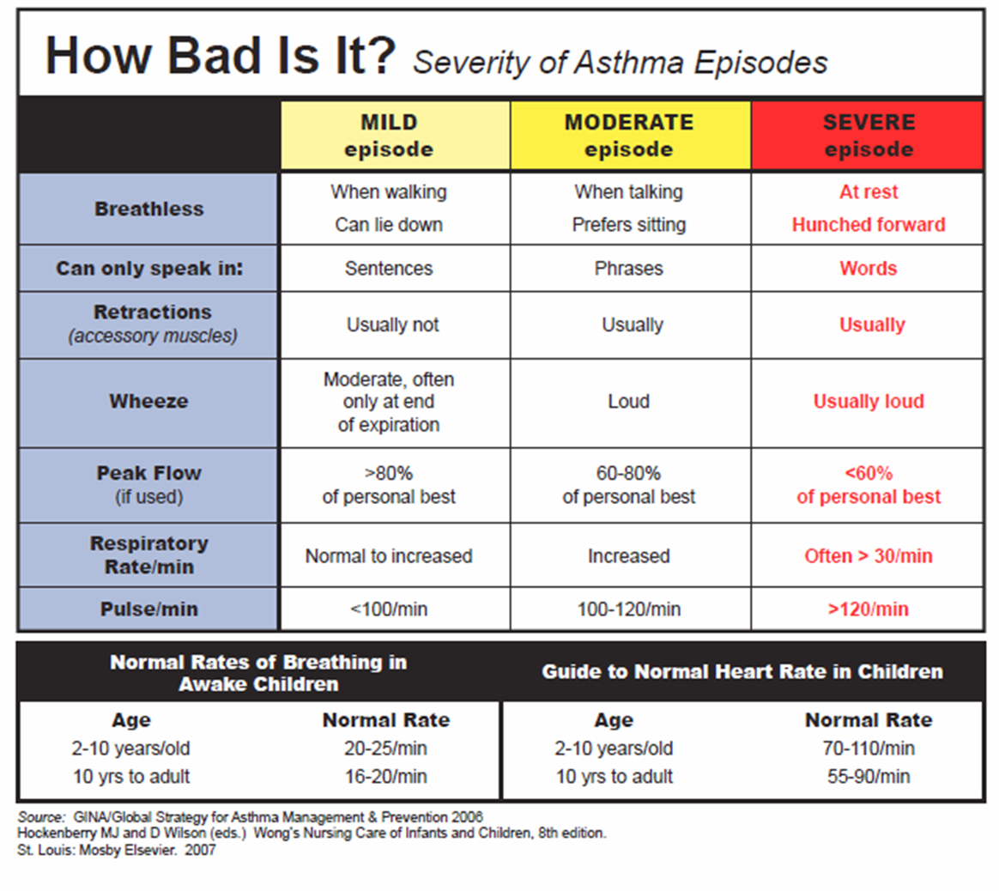 How Bad Is It? Severity of Asthma Episodes
MILD
episode
MODERATE
episode
SEVERE
episode
Breathless
When walking
Can lie down
When talking
Prefers sitting
At rest
Hunched forward
Can only speak in:
Sentences
Phrases
Words
Retractions
(accessory muscles)
Usually not
Usually
Usually
Wheeze
Moderate, often
only at end
of expiration
Loud
Usually loud
Peak Flow
(if used)
>80%
of personal best
60-80%
of personal best
<60%
of personal best
Respiratory
Rate/min
Normal to increased
Increased
Often > 30/min
Pulse/min
<100/min
100-120/min
>120/min
Normal Rates of Breathing in
Awake Children
Age Normal Rate
2-10 years/old 20-25/min
10 yrs to adult 16-20/min
Guide to Normal Heart Rate in Children
Age Normal Rate
2-10 years/old 70-110/min
10 yrs to adult 55-90/min
Source: GINA/Global Strategy for Asthma Management & Prevention 2006
Hockenberry MJ and D Wilson (eds.) Wong's Nursing Care of Infants and Children, 8th edition.
St. Louis: Mosby Elsevier. 2007